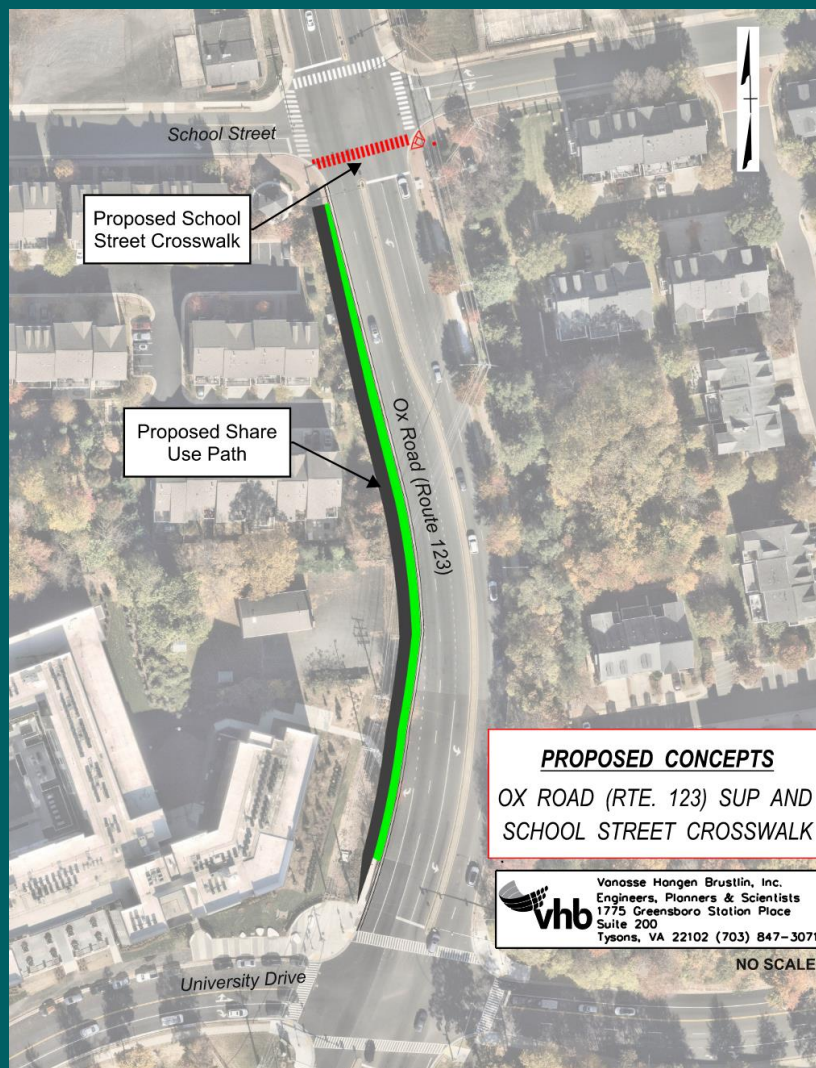 School Street
Proposed School
Street Crosswalk
Proposed Share
Use Path
Ox Road (Route 123)
PROPOSED CONCEPTS
OX ROAD (RTE. 123) SUP AND
SCHOOL STREET CROSSWALK
vhb
Vanasse Hangen Brustlin, Inc.
Engineers, Planners & Scientists
1775 Greensboro Station Place
Suite 200
Tysons, VA 22102 (703) 847-3071
NO SCALE
University Drive